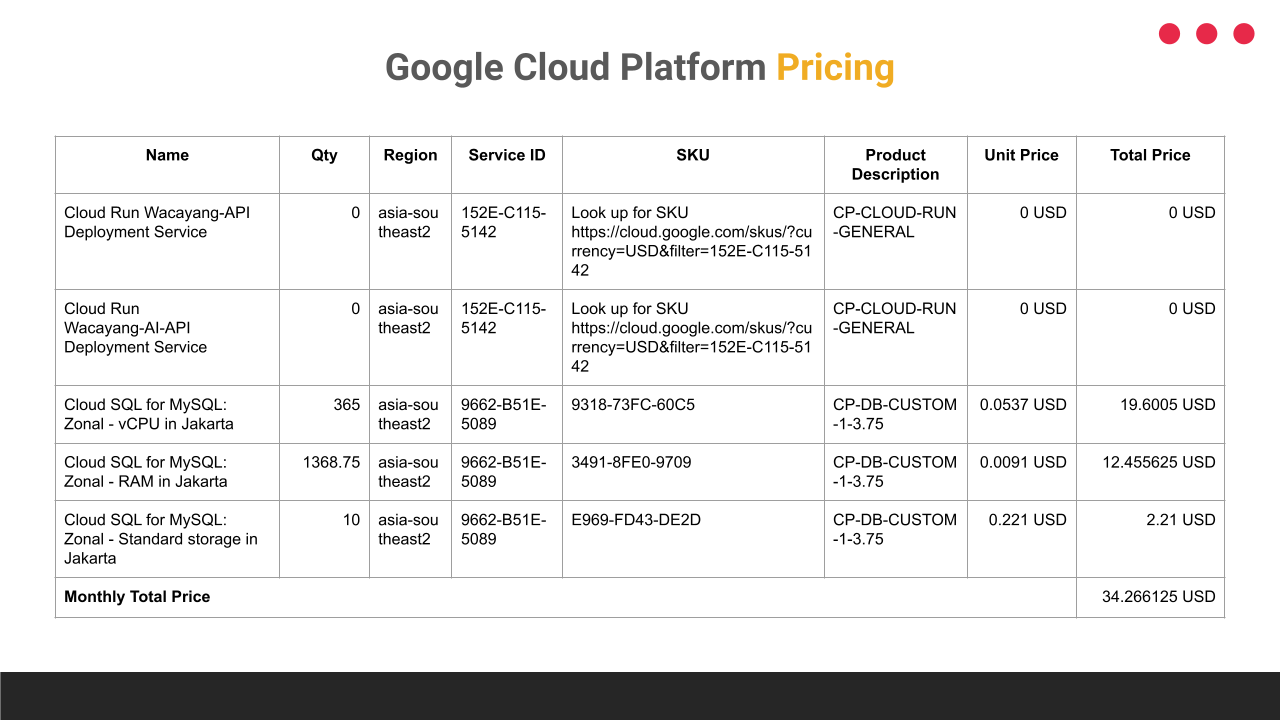 Google Cloud Platform Pricing
Name Qty Region Service ID SKU Product Description Unit Price Total Price
Cloud Run Wacayang-API Deployment Service 0 asia-southeast2 152E-C115-5142 Look up for SKU https://cloud.google.com/skus/?currency=USD&filter=152E-C115-5142 CP-CLOUD-RUN-GENERAL 0 USD 0 USD
Cloud Run Wacayang-AI-API Deployment Service 0 asia-southeast2 152E-C115-5142 Look up for SKU https://cloud.google.com/skus/?currency=USD&filter=152E-C115-5142 CP-CLOUD-RUN-GENERAL 0 USD 0 USD
Cloud SQL for MySQL: Zonal - vCPU in Jakarta 365 asia-southeast2 9662-B51E-5089 9318-73FC-60C5 CP-DB-CUSTOM-1-3.75 0.0537 USD 19.6005 USD
Cloud SQL for MySQL: Zonal - RAM in Jakarta 1368.75 asia-southeast2 9662-B51E-5089 3491-8FE0-9709 CP-DB-CUSTOM-1-3.75 0.0091 USD 12.455625 USD
Cloud SQL for MySQL: Zonal - Standard storage in Jakarta 10 asia-southeast2 9662-B51E-5089 E969-FD43-DE2D CP-DB-CUSTOM-1-3.75 0.221 USD 2.21 USD
Monthly Total Price 34.266125 USD